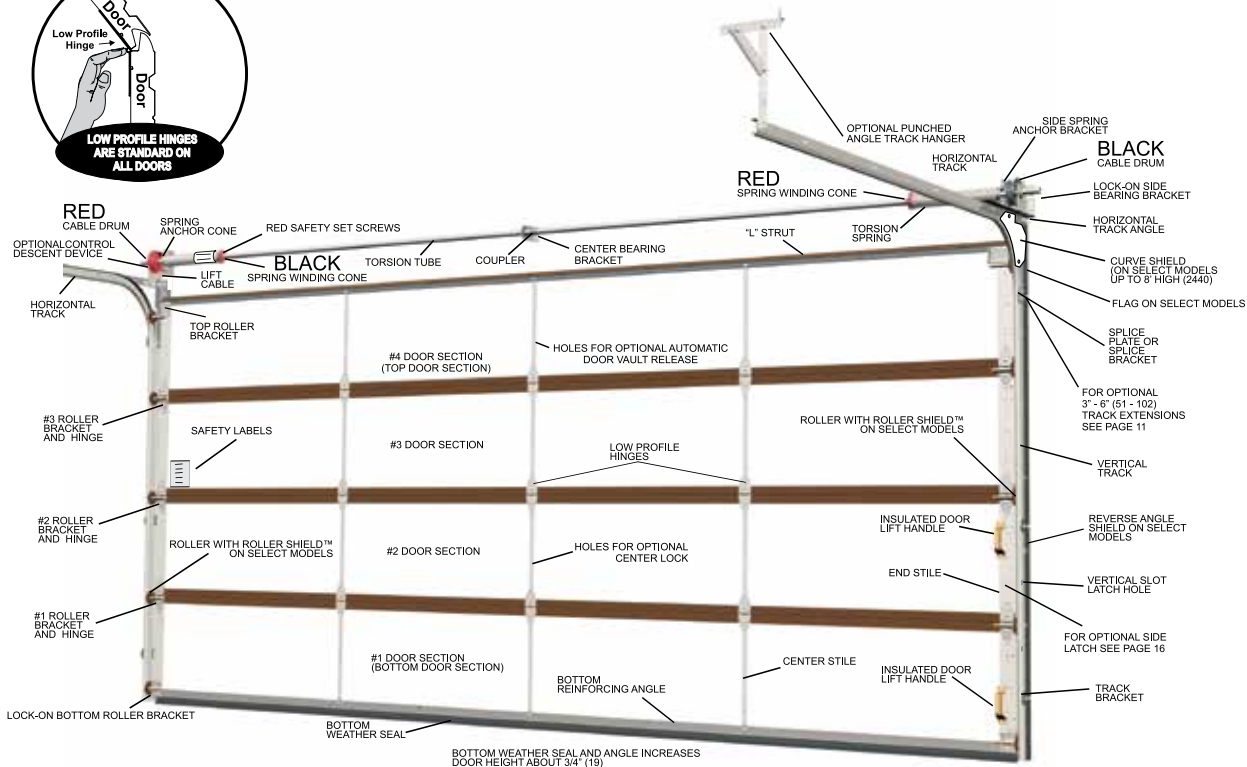 Door
Low Profile
Hinge
Door
LOW PROFILE HINGES
ARE STANDARD ON
ALL DOORS
OPTIONAL PUNCHED
ANGLE TRACK HANGER
SIDE SPRING
ANCHOR BRACKET
BLACK
CABLE DRUM
HORIZONTAL
TRACK
RED
SPRING WINDING CONE
LOCK-ON SIDE
BEARING BRACKET
RED
CABLE DRUM
SPRING
ANCHOR CONE
RED SAFETY SET SCREWS
OPTIONALCONTROL
DESCENT DEVICE
LIFT
CABLE
BLACK
SPRING WINDING CONE
TORSION TUBE
COUPLER
CENTER BEARING
BRACKET
"L" STRUT
TORSION
SPRING
HORIZONTAL
TRACK ANGLE
CURVE SHIELD
(ON SELECT MODELS
UP TO 8' HIGH (2440)
FLAG ON SELECT MODELS
HORIZONTAL
TRACK
TOP ROLLER
BRACKET
SPLICE
PLATE OR
SPLICE
BRACKET
#4 DOOR SECTION
(TOP DOOR SECTION)
HOLES FOR OPTIONAL AUTOMATIC
DOOR VAULT RELEASE
FOR OPTIONAL
3" - 6" (51 - 102)
TRACK EXTENSIONS
SEE PAGE 11
#3 ROLLER
BRACKET
AND HINGE
SAFETY LABELS
#3 DOOR SECTION
LOW PROFILE
HINGES
ROLLER WITH ROLLER SHIELD™
ON SELECT MODELS
VERTICAL
TRACK
#2 ROLLER
BRACKET
AND HINGE
ROLLER WITH ROLLER SHIELD™
ON SELECT MODELS
#2 DOOR SECTION
HOLES FOR OPTIONAL
CENTER LOCK
INSULATED DOOR
LIFT HANDLE
REVERSE ANGLE
SHIELD ON SELECT
MODELS
END STILE
VERTICAL SLOT
LATCH HOLE
#1 ROLLER
BRACKET
AND HINGE
FOR OPTIONAL SIDE
LATCH SEE PAGE 16
#1 DOOR SECTION
(BOTTOM DOOR SECTION)
CENTER STILE
BOTTOM
REINFORCING ANGLE
INSULATED DOOR
LIFT HANDLE
TRACK
BRACKET
LOCK-ON BOTTOM ROLLER BRACKET
BOTTOM
WEATHER SEAL
BOTTOM WEATHER SEAL AND ANGLE INCREASES
DOOR HEIGHT ABOUT 3/4" (19)